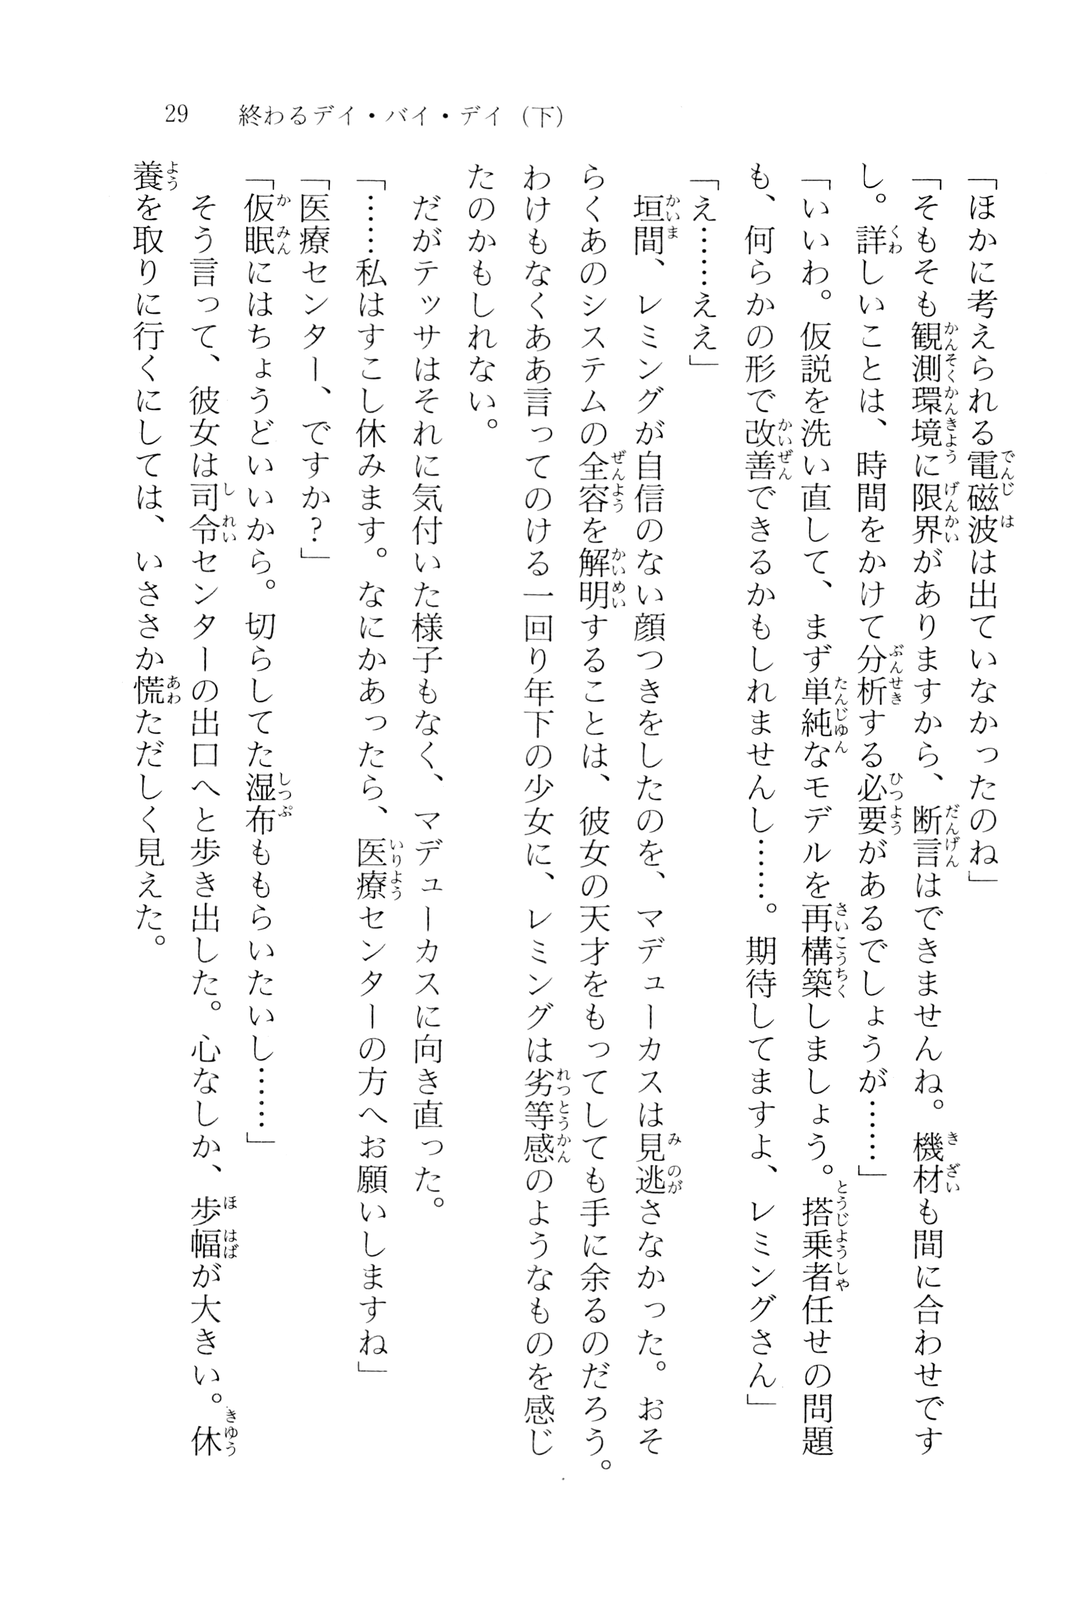 29　終わるデイ・バイ・デイ（下）
「ほかに考えられる電磁波は出ていなかったのね」
「そもそも観測環境に限界がありますから、断言はできませんね。機材も間に合わせです
し。詳しいことは、時間をかけて分析する必要があるでしょうが……」
「いいわ。仮説を洗い直して、まず単純なモデルを再構築しましょう。搭乗者任せの問題
も、何らかの形で改善できるかもしれませんし……。期待してますよ、レミングさん」
「え……ええ」
　垣間、レミングが自信のない顔つきをしたのを、マデューカスは見逃さなかった。おそ
らくあのシステムの全容を解明することは、彼女の天才をもってしても手に余るのだろう。
わけもなくああ言ってのける一回り年下の少女に、レミングは劣等感のようなものを感じ
たのかもしれない。
　だがテッサはそれに気付いた様子もなく、マデューカスに向き直った。
「……私はすこし休みます。なにかあったら、医療センターの方へお願いしますね」
「医療センター、ですか？」
「仮眠にはちょうどいいから。切らしてた湿布ももらいたいし……」
　そう言って、彼女は司令センターの出口へと歩き出した。心なしか、歩幅が大きい。休
養を取りに行くにしては、いささか慌ただしく見えた。